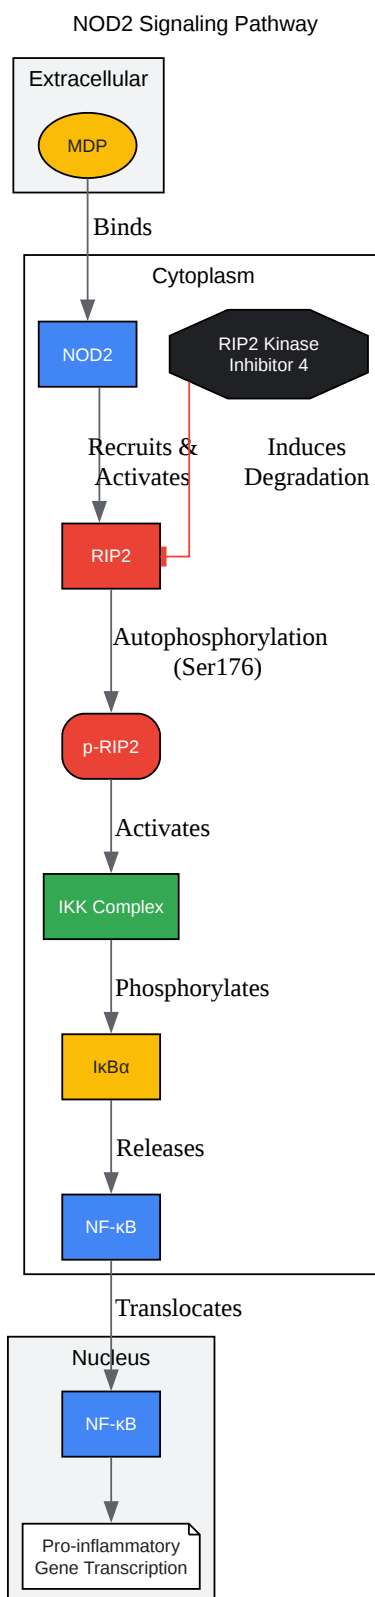 NOD2 Signaling Pathway
Extracellular
MDP
Binds
Cytoplasm
RIP2 Kinase
Inhibitor 4
NOD2
Recruits &
Activates
Induces
Degradation
RIP2
Autophosphorylation
(Ser176)
p-RIP2
Activates
IKK Complex
Phosphorylates
IκBα
Releases
NF-κB
Translocates
Nucleus
NF-κB
Pro-inflammatory
Gene Transcription